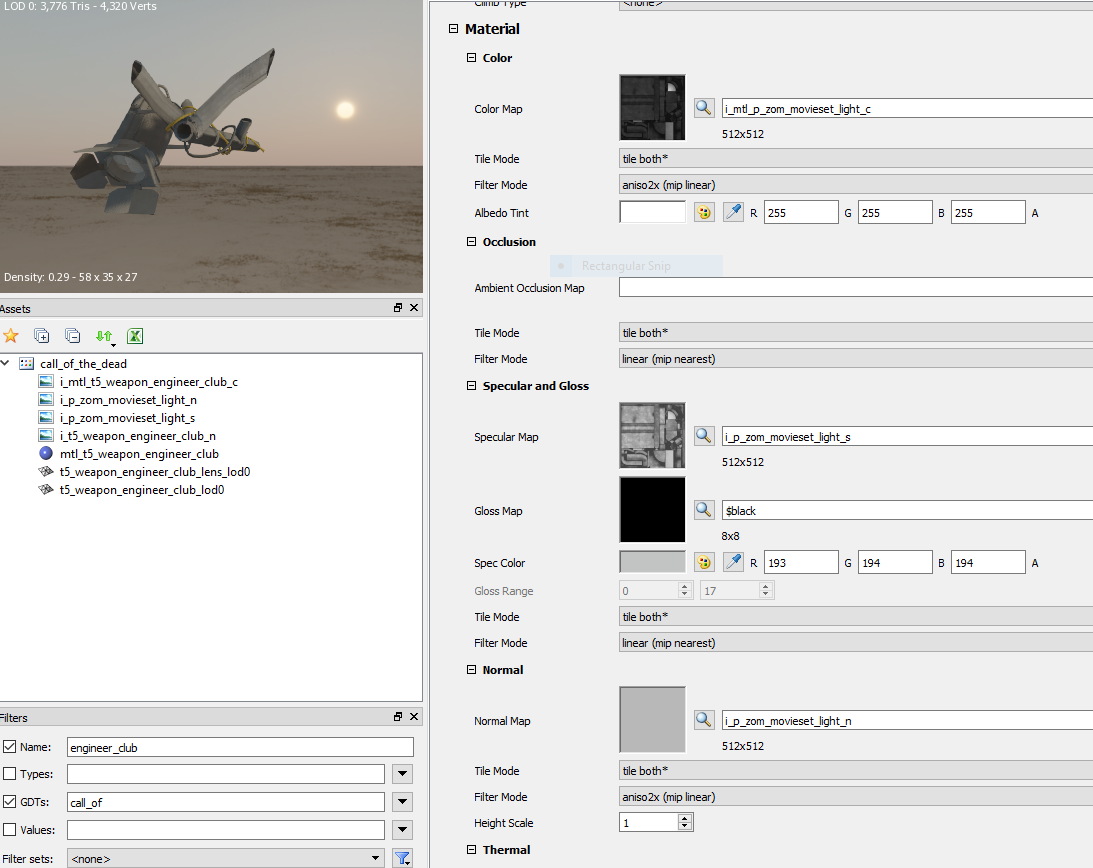 LOD 0: 3,776 Tris - 4,320 Verts
Density: 0.29 - 58 x 35 x 27
Assets
call_of_the_dead
i_mtl_t5_weapon_engineer_club_c
i_p_zom_movieset_light_n
i_p_zom_movieset_light_s
i_t5_weapon_engineer_club_n
mtl_t5_weapon_engineer_club
t5_weapon_engineer_club_lens_lod0
t5_weapon_engineer_club_lod0
Filters
Name: engineer_club
Types:
GDTs: call_of
Values:
Filter sets: <none>
Climb Type <none>
Material
Color
Color Map i_mtl_p_zom_movieset_light_c
512x512
Tile Mode tile both*
Filter Mode aniso2x (mip linear)
Albedo Tint R 255 G 255 B 255 A
Occlusion
Rectangular Snip
Ambient Occlusion Map
Tile Mode tile both*
Filter Mode linear (mip nearest)
Specular and Gloss
Specular Map i_p_zom_movieset_light_s
512x512
Gloss Map $black
8x8
Spec Color R 193 G 194 B 194 A
Gloss Range 0 17
Tile Mode tile both*
Filter Mode linear (mip nearest)
Normal
Normal Map i_p_zom_movieset_light_n
512x512
Tile Mode tile both*
Filter Mode aniso2x (mip linear)
Height Scale 1
Thermal